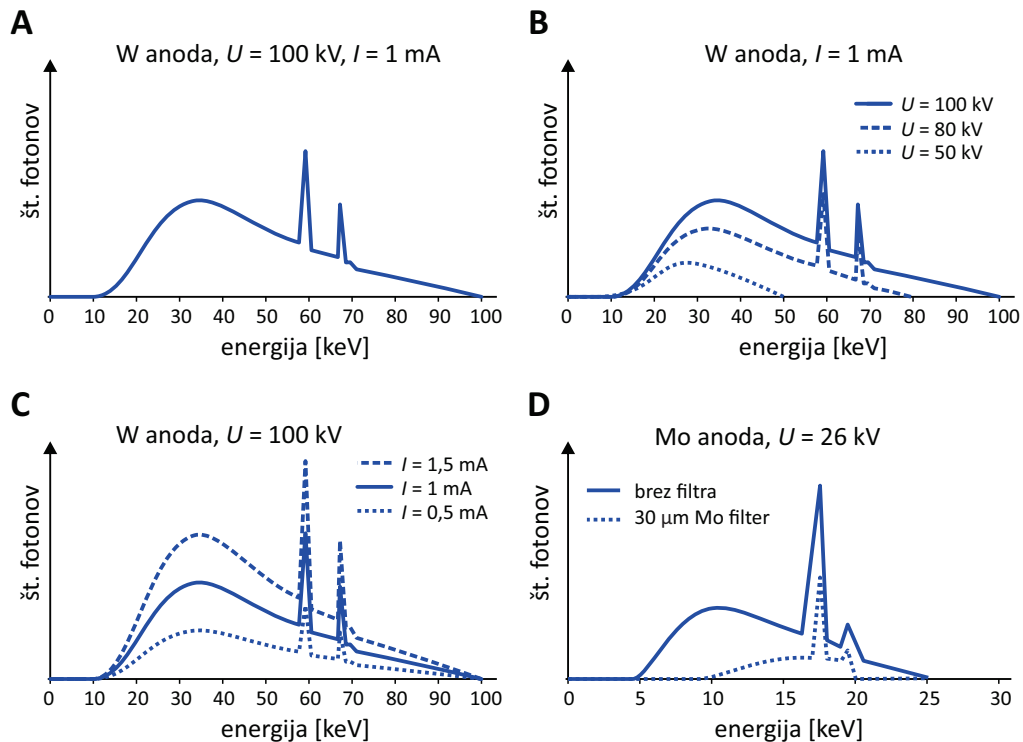 A
W anoda, U = 100 kV, I = 1 mA
št. fotonov
0 10 20 30 40 50 60 70 80 90 100
energija [keV]
B
W anoda, I = 1 mA
U = 100 kV
U = 80 kV
U = 50 kV
št. fotonov
0 10 20 30 40 50 60 70 80 90 100
energija [keV]
C
W anoda, U = 100 kV
I = 1,5 mA
I = 1 mA
I = 0,5 mA
št. fotonov
0 10 20 30 40 50 60 70 80 90 100
energija [keV]
D
Mo anoda, U = 26 kV
brez filtra
30 µm Mo filter
št. fotonov
0 5 10 15 20 25 30
energija [keV]